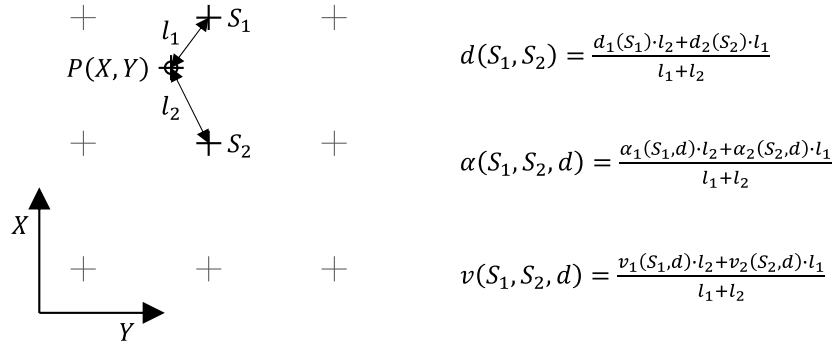 S₁
l₁
P(X, Y)
l₂
S₂
X
Y
d(S₁, S₂) = (d₁(S₁)·l₂+d₂(S₂)·l₁)/(l₁+l₂)
α(S₁, S₂, d) = (α₁(S₁,d)·l₂+α₂(S₂,d)·l₁)/(l₁+l₂)
v(S₁, S₂, d) = (v₁(S₁,d)·l₂+v₂(S₂,d)·l₁)/(l₁+l₂)